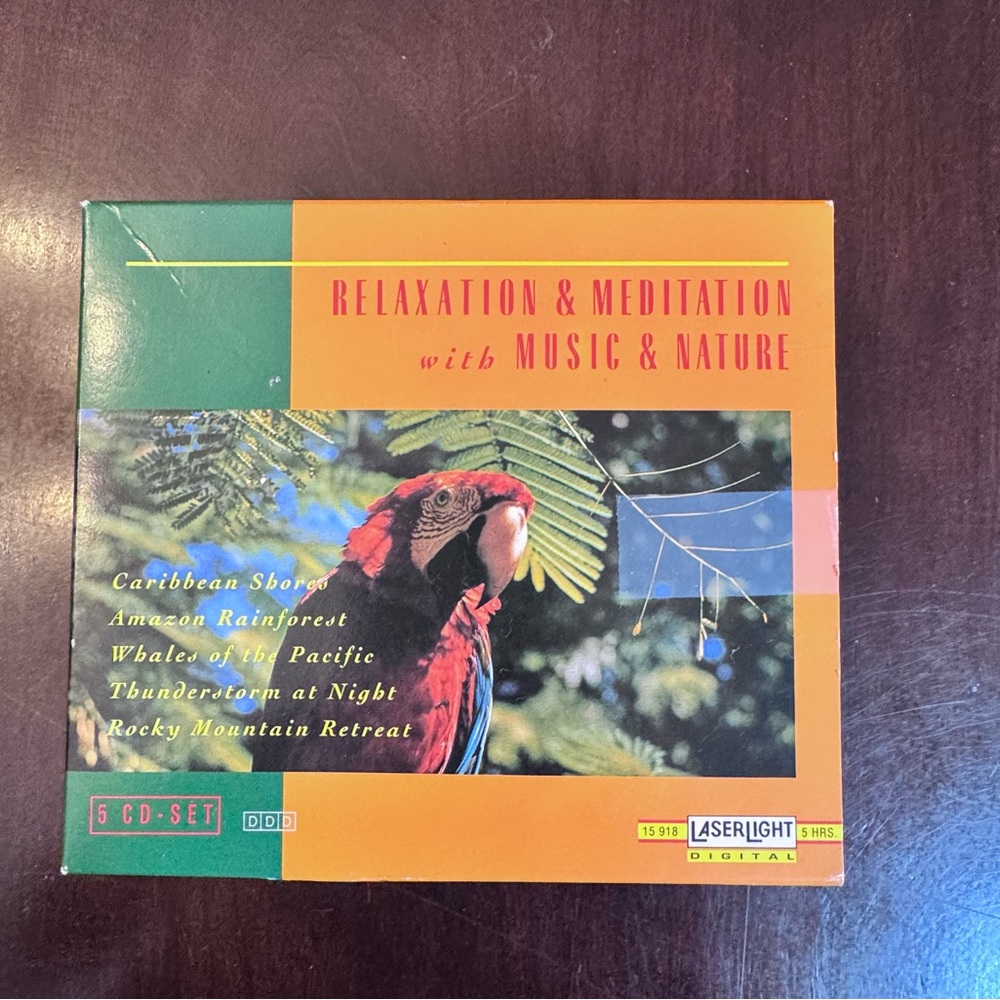 RELAXATION & MEDITATION
with MUSIC & NATURE
Caribbean Shores
Amazon Rainforest
Whales of the Pacific
Thunderstorm at Night
Rocky Mountain Retreat
5 CD-SET
DDD
15 918 LASERLIGHT 5 HRS.
DIGITAL